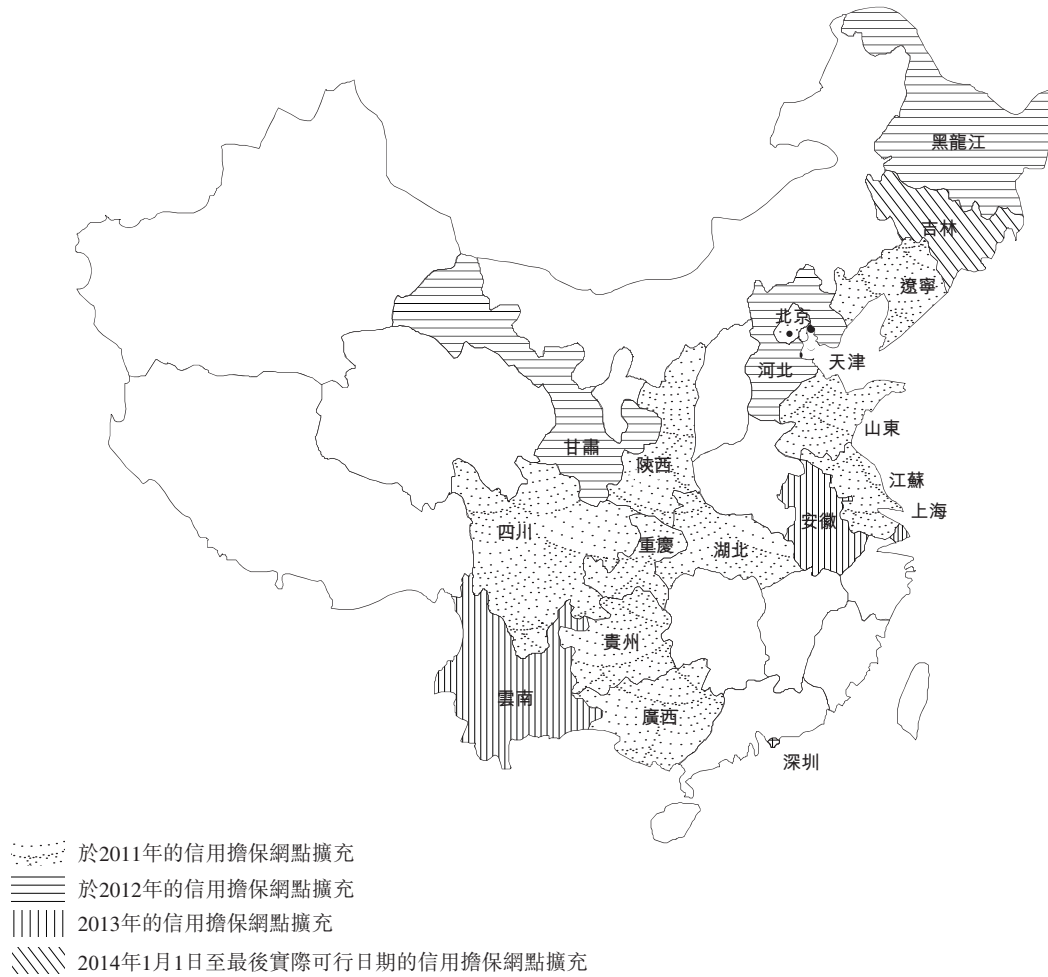 黑龍江
吉林
遼寧
北京
天津
河北
山東
甘肅
陝西
江蘇
上海
安徽
四川
重慶
湖北
貴州
雲南
廣西
深圳
於2011年的信用擔保網點擴充
於2012年的信用擔保網點擴充
2013年的信用擔保網點擴充
2014年1月1日至最後實際可行日期的信用擔保網點擴充